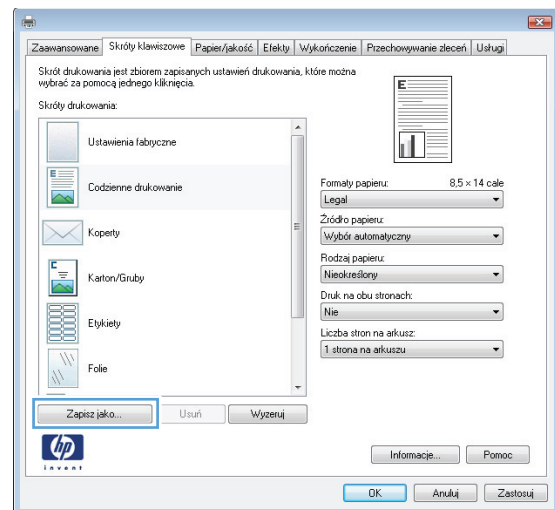 Zaawansowane Skróty klawiszowe Papier/jakość Efekty Wykończenie Przechowywanie zleceń Usługi
Skrót drukowania jest zbiorem zapisanych ustawień drukowania, które można
wybrać za pomocą jednego kliknięcia.
Skróty drukowania:
Ustawienia fabryczne
Codzienne drukowanie
Koperty
Karton/Gruby
Etykiety
Folie
Zapisz jako... Usuń Wyzeruj
E
Formaty papieru: 8,5 × 14 cale
Legal
Źródło papieru:
Wybór automatyczny
Rodzaj papieru:
Nieokreślony
Druk na obu stronach:
Nie
Liczba stron na arkusz:
1 strona na arkuszu
hp
invent
Informacje... Pomoc
OK Anuluj Zastosuj